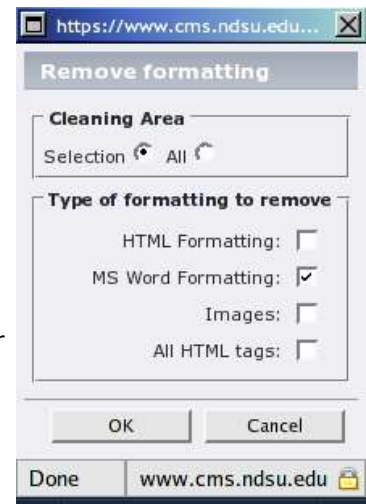 https://www.cms.ndsu.edu...
Remove formatting
Cleaning Area
Selection All
Type of formatting to remove
HTML Formatting:
MS Word Formatting:
Images:
All HTML tags:
OK Cancel
Done www.cms.ndsu.edu